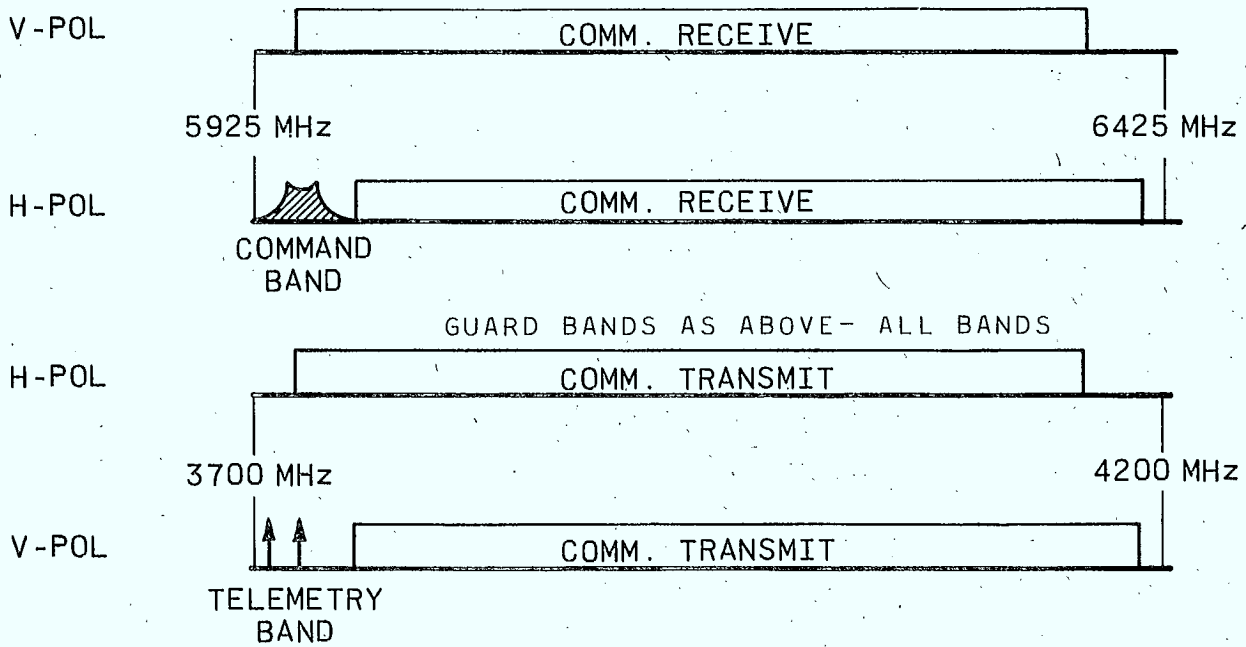 V-POL
COMM. RECEIVE
5925 MHz
6425 MHz
H-POL
COMM. RECEIVE
COMMAND
BAND
GUARD BANDS AS ABOVE- ALL BANDS
H-POL
COMM. TRANSMIT
3700 MHz
4200 MHz
V-POL
COMM. TRANSMIT
TELEMETRY
BAND